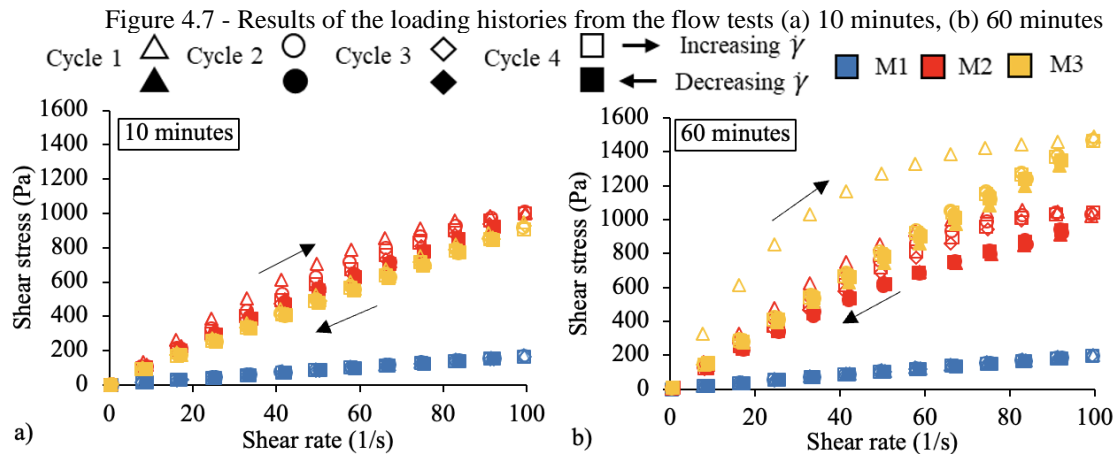 Figure 4.7 - Results of the loading histories from the flow tests (a) 10 minutes, (b) 60 minutes
Cycle 1 Cycle 2 Cycle 3 Cycle 4 Increasing γ̇ M1 M2 M3
Decreasing γ̇
1600
1400
1200
1000
800
600
400
200
0
Shear stress (Pa)
10 minutes
0 20 40 60 80 100
Shear rate (1/s)
a)
1600
1400
1200
1000
800
600
400
200
0
Shear stress (Pa)
60 minutes
0 20 40 60 80 100
Shear rate (1/s)
b)